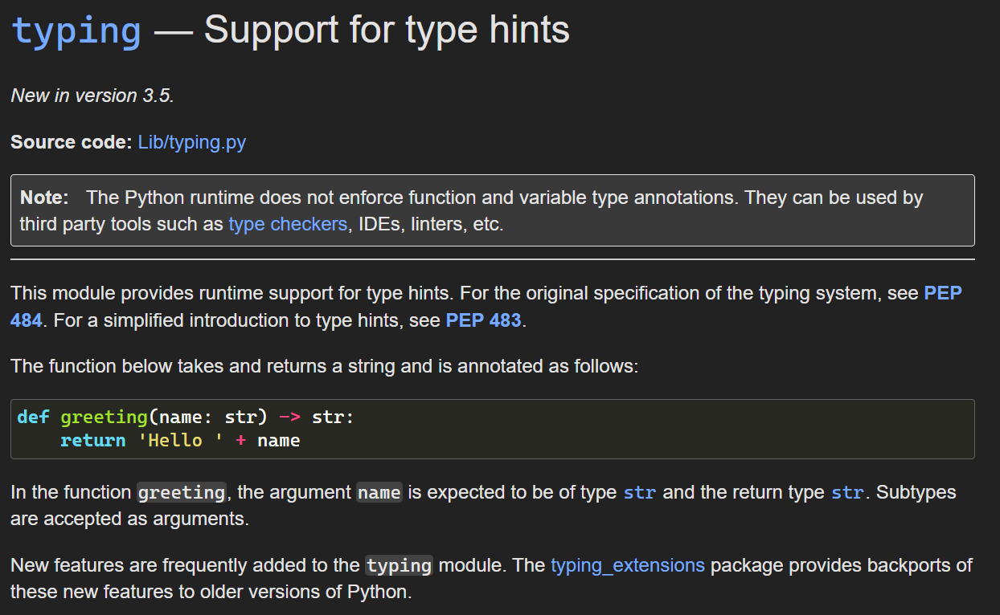 typing — Support for type hints
New in version 3.5.
Source code: Lib/typing.py
Note: The Python runtime does not enforce function and variable type annotations. They can be used by
third party tools such as type checkers, IDEs, linters, etc.
This module provides runtime support for type hints. For the original specification of the typing system, see PEP
484. For a simplified introduction to type hints, see PEP 483.
The function below takes and returns a string and is annotated as follows:
def greeting(name: str) -> str:
    return 'Hello ' + name
In the function greeting, the argument name is expected to be of type str and the return type str. Subtypes
are accepted as arguments.
New features are frequently added to the typing module. The typing_extensions package provides backports of
these new features to older versions of Python.